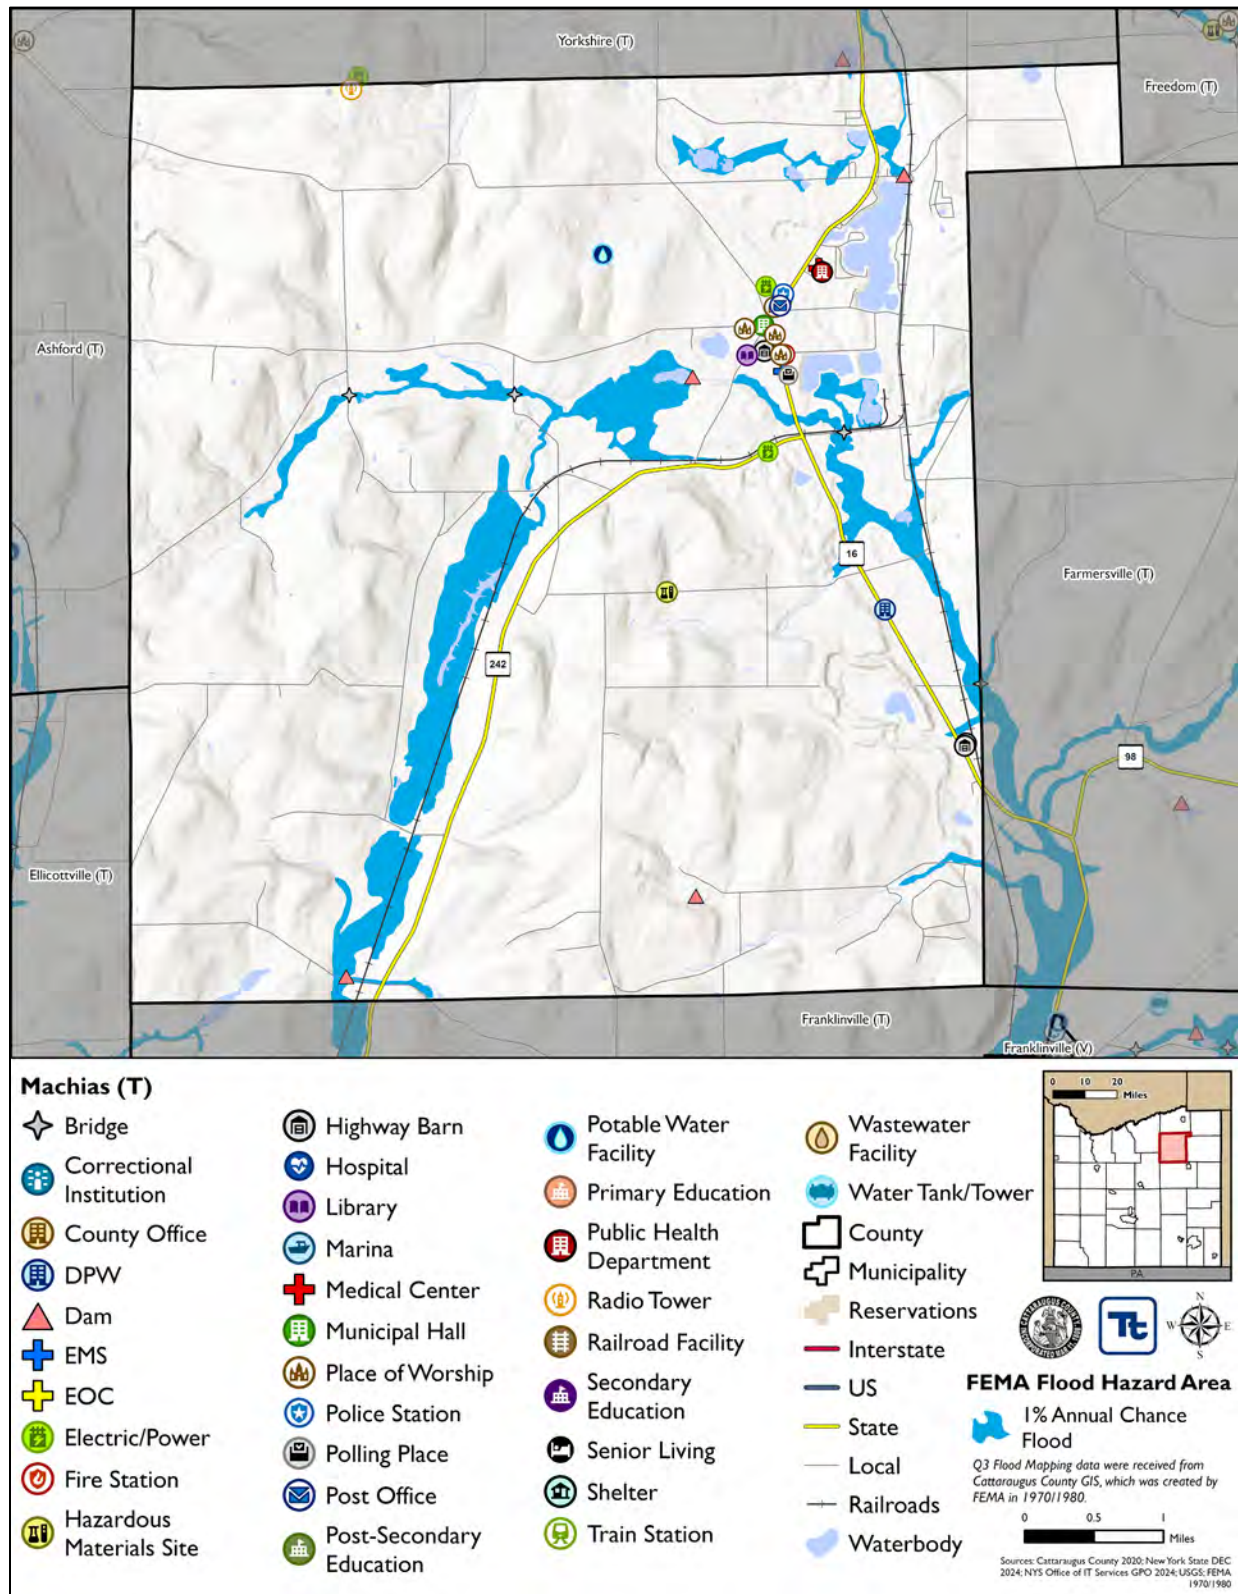 Yorkshire (T)
Freedom (T)
Ashford (T)
16
Farmersville (T)
242
98
Ellicottville (T)
Franklinville (T)
Franklinville (V)
Machias (T)
Bridge
Correctional
Institution
County Office
DPW
Dam
EMS
EOC
Electric/Power
Fire Station
Hazardous
Materials Site
Highway Barn
Hospital
Library
Marina
Medical Center
Municipal Hall
Place of Worship
Police Station
Polling Place
Post Office
Post-Secondary
Education
Potable Water
Facility
Primary Education
Public Health
Department
Radio Tower
Railroad Facility
Secondary
Education
Senior Living
Shelter
Train Station
Wastewater
Facility
Water Tank/Tower
County
Municipality
Reservations
Interstate
US
State
Local
Railroads
Waterbody
0 10 20
Miles
PA
Tt
N
W E
S
FEMA Flood Hazard Area
1% Annual Chance
Flood
Q3 Flood Mapping data were received from
Cattaraugus County GIS, which was created by
FEMA in 1970/1980.
0 0.5 1
Miles
Sources: Cattaraugus County 2020; New York State DEC
2024; NYS Office of IT Services GPO 2024; USGS; FEMA
1970/1980